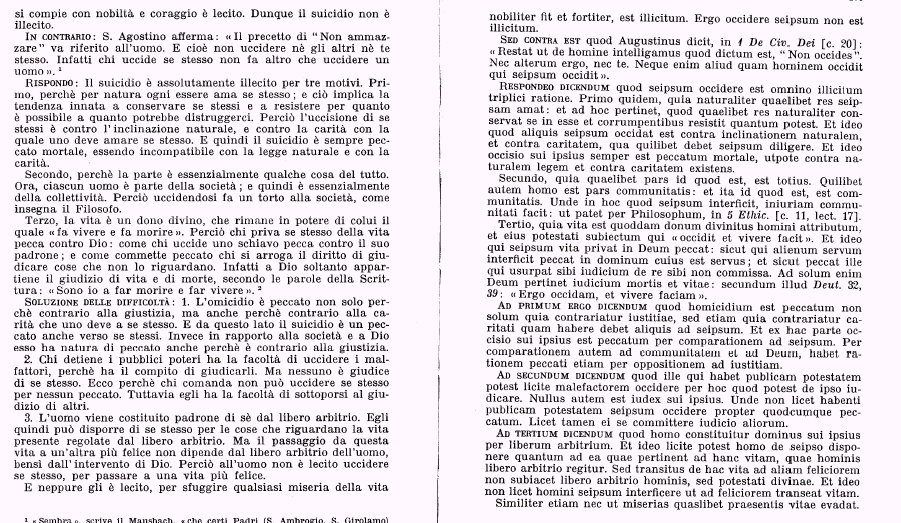 si compie con nobiltà e coraggio è lecito. Dunque il suicidio non è
illecito.
IN CONTRARIO: S. Agostino afferma: « Il precetto di " Non ammaz-
zare " va riferito all'uomo. E cioè non uccidere nè gli altri nè te
stesso. Infatti chi uccide se stesso non fa altro che uccidere un
uomo ». ¹
RISPONDO: Il suicidio è assolutamente illecito per tre motivi. Pri-
mo, perchè per natura ogni essere ama se stesso; e ciò implica la
tendenza innata a conservare se stessi e a resistere per quanto
è possibile a quanto potrebbe distruggerci. Perciò l'uccisione di se
stessi è contro l'inclinazione naturale, e contro la carità con la
quale uno deve amare se stesso. E quindi il suicidio è sempre pec-
cato mortale, essendo incompatibile con la legge naturale e con la
carità.
Secondo, perchè la parte è essenzialmente qualche cosa del tutto.
Ora, ciascun uomo è parte della società; e quindi è essenzialmente
della collettività. Perciò uccidendosi fa un torto alla società, come
insegna il Filosofo.
Terzo, la vita è un dono divino, che rimane in potere di colui il
quale « fa vivere e fa morire ». Perciò chi priva se stesso della vita
pecca contro Dio: come chi uccide uno schiavo pecca contro il suo
padrone; e come commette peccato chi si arroga il diritto di giu-
dicare cose che non lo riguardano. Infatti a Dio soltanto appar-
tiene il giudizio di vita e di morte, secondo le parole della Scrit-
tura: « Sono io a far morire e far vivere ». ²
SOLUZIONE DELLE DIFFICOLTÀ: 1. L'omicidio è peccato non solo per-
chè contrario alla giustizia, ma anche perchè contrario alla ca-
rità che uno deve a se stesso. E da questo lato il suicidio è un pec-
cato anche verso se stessi. Invece in rapporto alla società e a Dio
esso ha natura di peccato anche perchè è contrario alla giustizia.
2. Chi detiene i pubblici poteri ha la facoltà di uccidere i mal-
fattori, perchè ha il compito di giudicarli. Ma nessuno è giudice
di se stesso. Ecco perchè chi comanda non può uccidere se stesso
per nessun peccato. Tuttavia egli ha la facoltà di sottoporsi al giu-
dizio di altri.
3. L'uomo viene costituito padrone di sè dal libero arbitrio. Egli
quindi può disporre di se stesso per le cose che riguardano la vita
presente regolate dal libero arbitrio. Ma il passaggio da questa
vita a un'altra più felice non dipende dal libero arbitrio dell'uomo,
bensì dall'intervento di Dio. Perciò all'uomo non è lecito uccidere
se stesso, per passare a una vita più felice.
E neppure gli è lecito, per sfuggire qualsiasi miseria della vita
¹ « Sembra », scrive il Mausbach, « che certi Padri (S. Ambrogio, S. Girolamo)
nobiliter fit et fortiter, est illicitum. Ergo occidere seipsum non est
illicitum.
SED CONTRA EST quod Augustinus dicit, in 1 De Civ. Dei [c. 20]:
« Restat ut de homine intelligamus quod dictum est, " Non occides ".
Nec alterum ergo, nec te. Neque enim aliud quam hominem occidit
qui seipsum occidit ».
RESPONDEO DICENDUM quod seipsum occidere est omnino illicitum
triplici ratione. Primo quidem, quia naturaliter quaelibet res seip-
sam amat: et ad hoc pertinet, quod quaelibet res naturaliter con-
servat se in esse et corrumpentibus resistit quantum potest. Et ideo
quod aliquis seipsum occidat est contra inclinationem naturalem,
et contra caritatem, qua quilibet debet seipsum diligere. Et ideo
occisio sui ipsius semper est peccatum mortale, utpote contra na-
turalem legem et contra caritatem existens.
Secundo, quia quaelibet pars id quod est, est totius. Quilibet
autem homo est pars communitatis: et ita id quod est, est com-
munitatis. Unde in hoc quod seipsum interficit, iniuriam commu-
nitati facit: ut patet per Philosophum, in 5 Ethic. [c. 11, lect. 17].
Tertio, quia vita est quoddam donum divinitus homini attributum,
et eius potestati subiectum qui « occidit et vivere facit ». Et ideo
qui seipsum vita privat in Deum peccat: sicut qui alienum servum
interficit peccat in dominum cuius est servus; et sicut peccat ille
qui usurpat sibi iudicium de re sibi non commissa. Ad solum enim
Deum pertinet iudicium mortis et vitae: secundum illud Deut. 32,
39: « Ergo occidam, et vivere faciam ».
AD PRIMUM ERGO DICENDUM quod homicidium est peccatum non
solum quia contrariatur iustitiae, sed etiam quia contrariatur ca-
ritati quam habere debet aliquis ad seipsum. Et ex hac parte oc-
cisio sui ipsius est peccatum per comparationem ad seipsum. Per
comparationem autem ad communitatem et ad Deum, habet ra-
tionem peccati etiam per oppositionem ad iustitiam.
AD SECUNDUM DICENDUM quod ille qui habet publicam potestatem
potest licite malefactorem occidere per hoc quod potest de ipso iu-
dicare. Nullus autem est iudex sui ipsius. Unde non licet habenti
publicam potestatem seipsum occidere propter quodcumque pec-
catum. Licet tamen ei se committere iudicio aliorum.
AD TERTIUM DICENDUM quod homo constituitur dominus sui ipsius
per liberum arbitrium. Et ideo licite potest homo de seipso dispo-
nere quantum ad ea quae pertinent ad hanc vitam, quae hominis
libero arbitrio regitur. Sed transitus de hac vita ad aliam feliciorem
non subiacet libero arbitrio hominis, sed potestati divinae. Et ideo
non licet homini seipsum interficere ut ad feliciorem transeat vitam.
Similiter etiam nec ut miserias quaslibet praesentis vitae evadat.